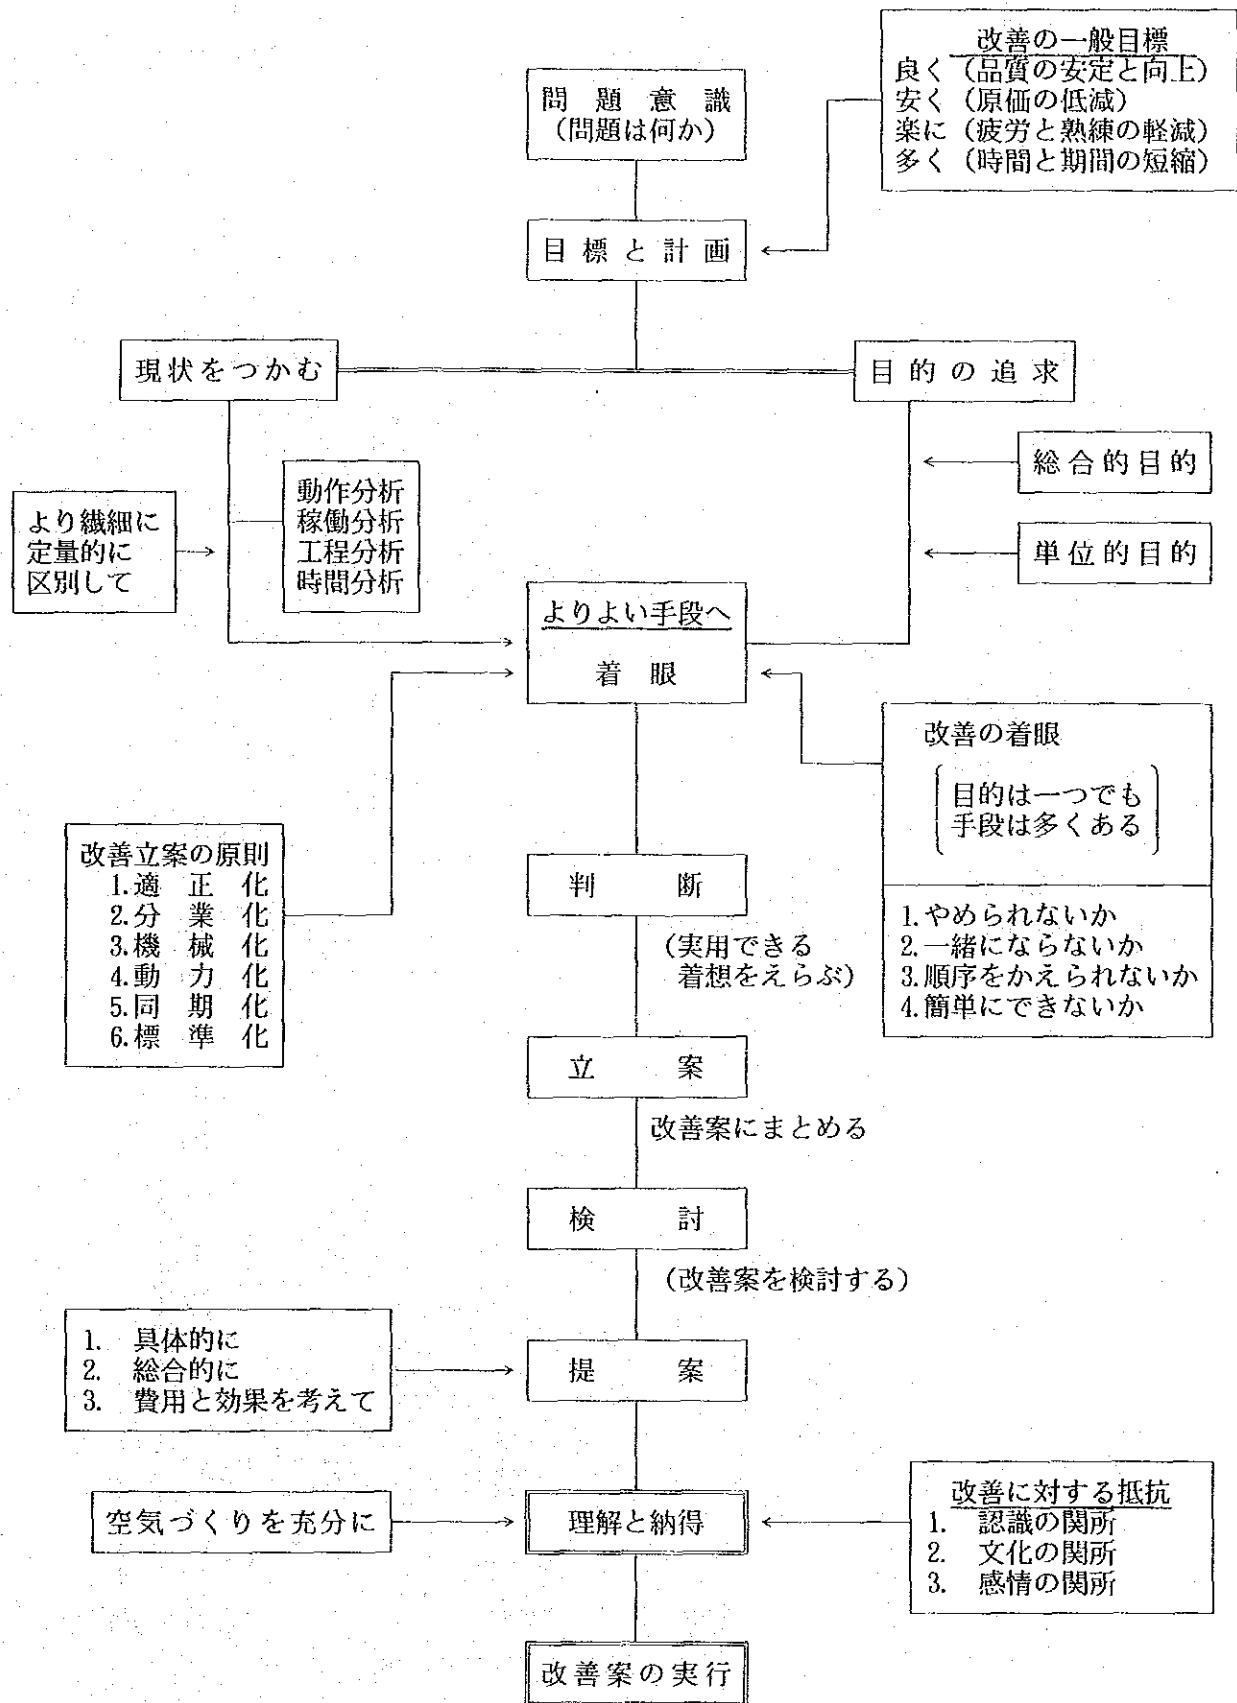 改善の一般目標
良く（品質の安定と向上）
安く（原価の低減）
楽に（疲労と熟練の軽減）
多く（時間と期間の短縮）
問題意識
（問題は何か）
目標と計画
現状をつかむ
目的の追求
総合的目的
単位的目的
動作分析
稼働分析
工程分析
時間分析
より繊細に
定量的に
区別して
よりよい手段へ
着眼
改善の着眼
目的は一つでも
手段は多くある
1.やめられないか
2.一緒にならないか
3.順序をかえられないか
4.簡単にできないか
改善立案の原則
1.適正化
2.分業化
3.機械化
4.動力化
5.同期化
6.標準化
判断
（実用できる
着想をえらぶ）
立案
改善案にまとめる
検討
（改善案を検討する）
1. 具体的に
2. 総合的に
3. 費用と効果を考えて
提案
空気づくりを充分に
理解と納得
改善に対する抵抗
1. 認識の関所
2. 文化の関所
3. 感情の関所
改善案の実行